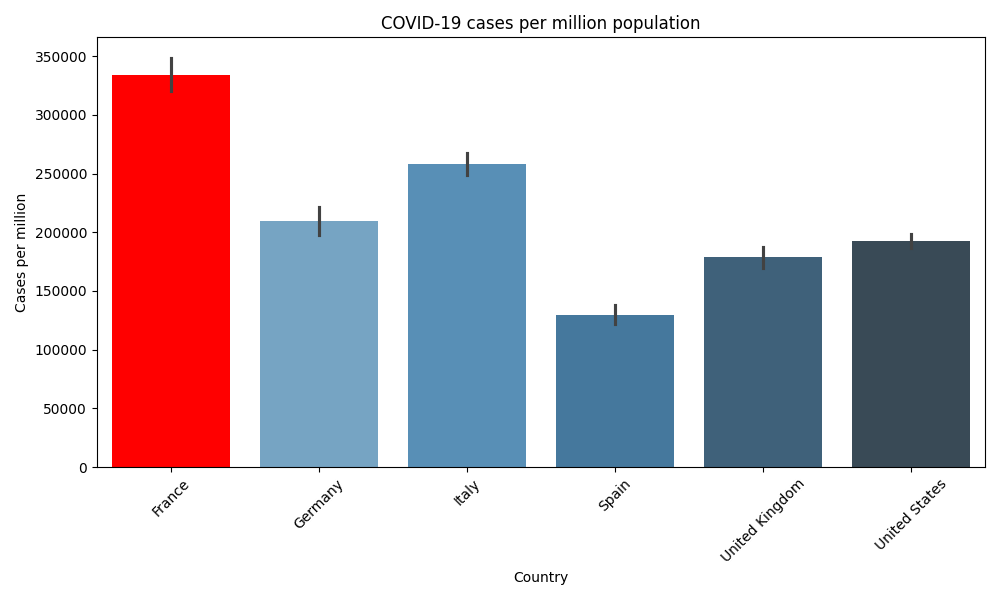 COVID-19 cases per million population
Cases per million
350000
300000
250000
200000
150000
100000
50000
0
France
Germany
Italy
Spain
United Kingdom
United States
Country